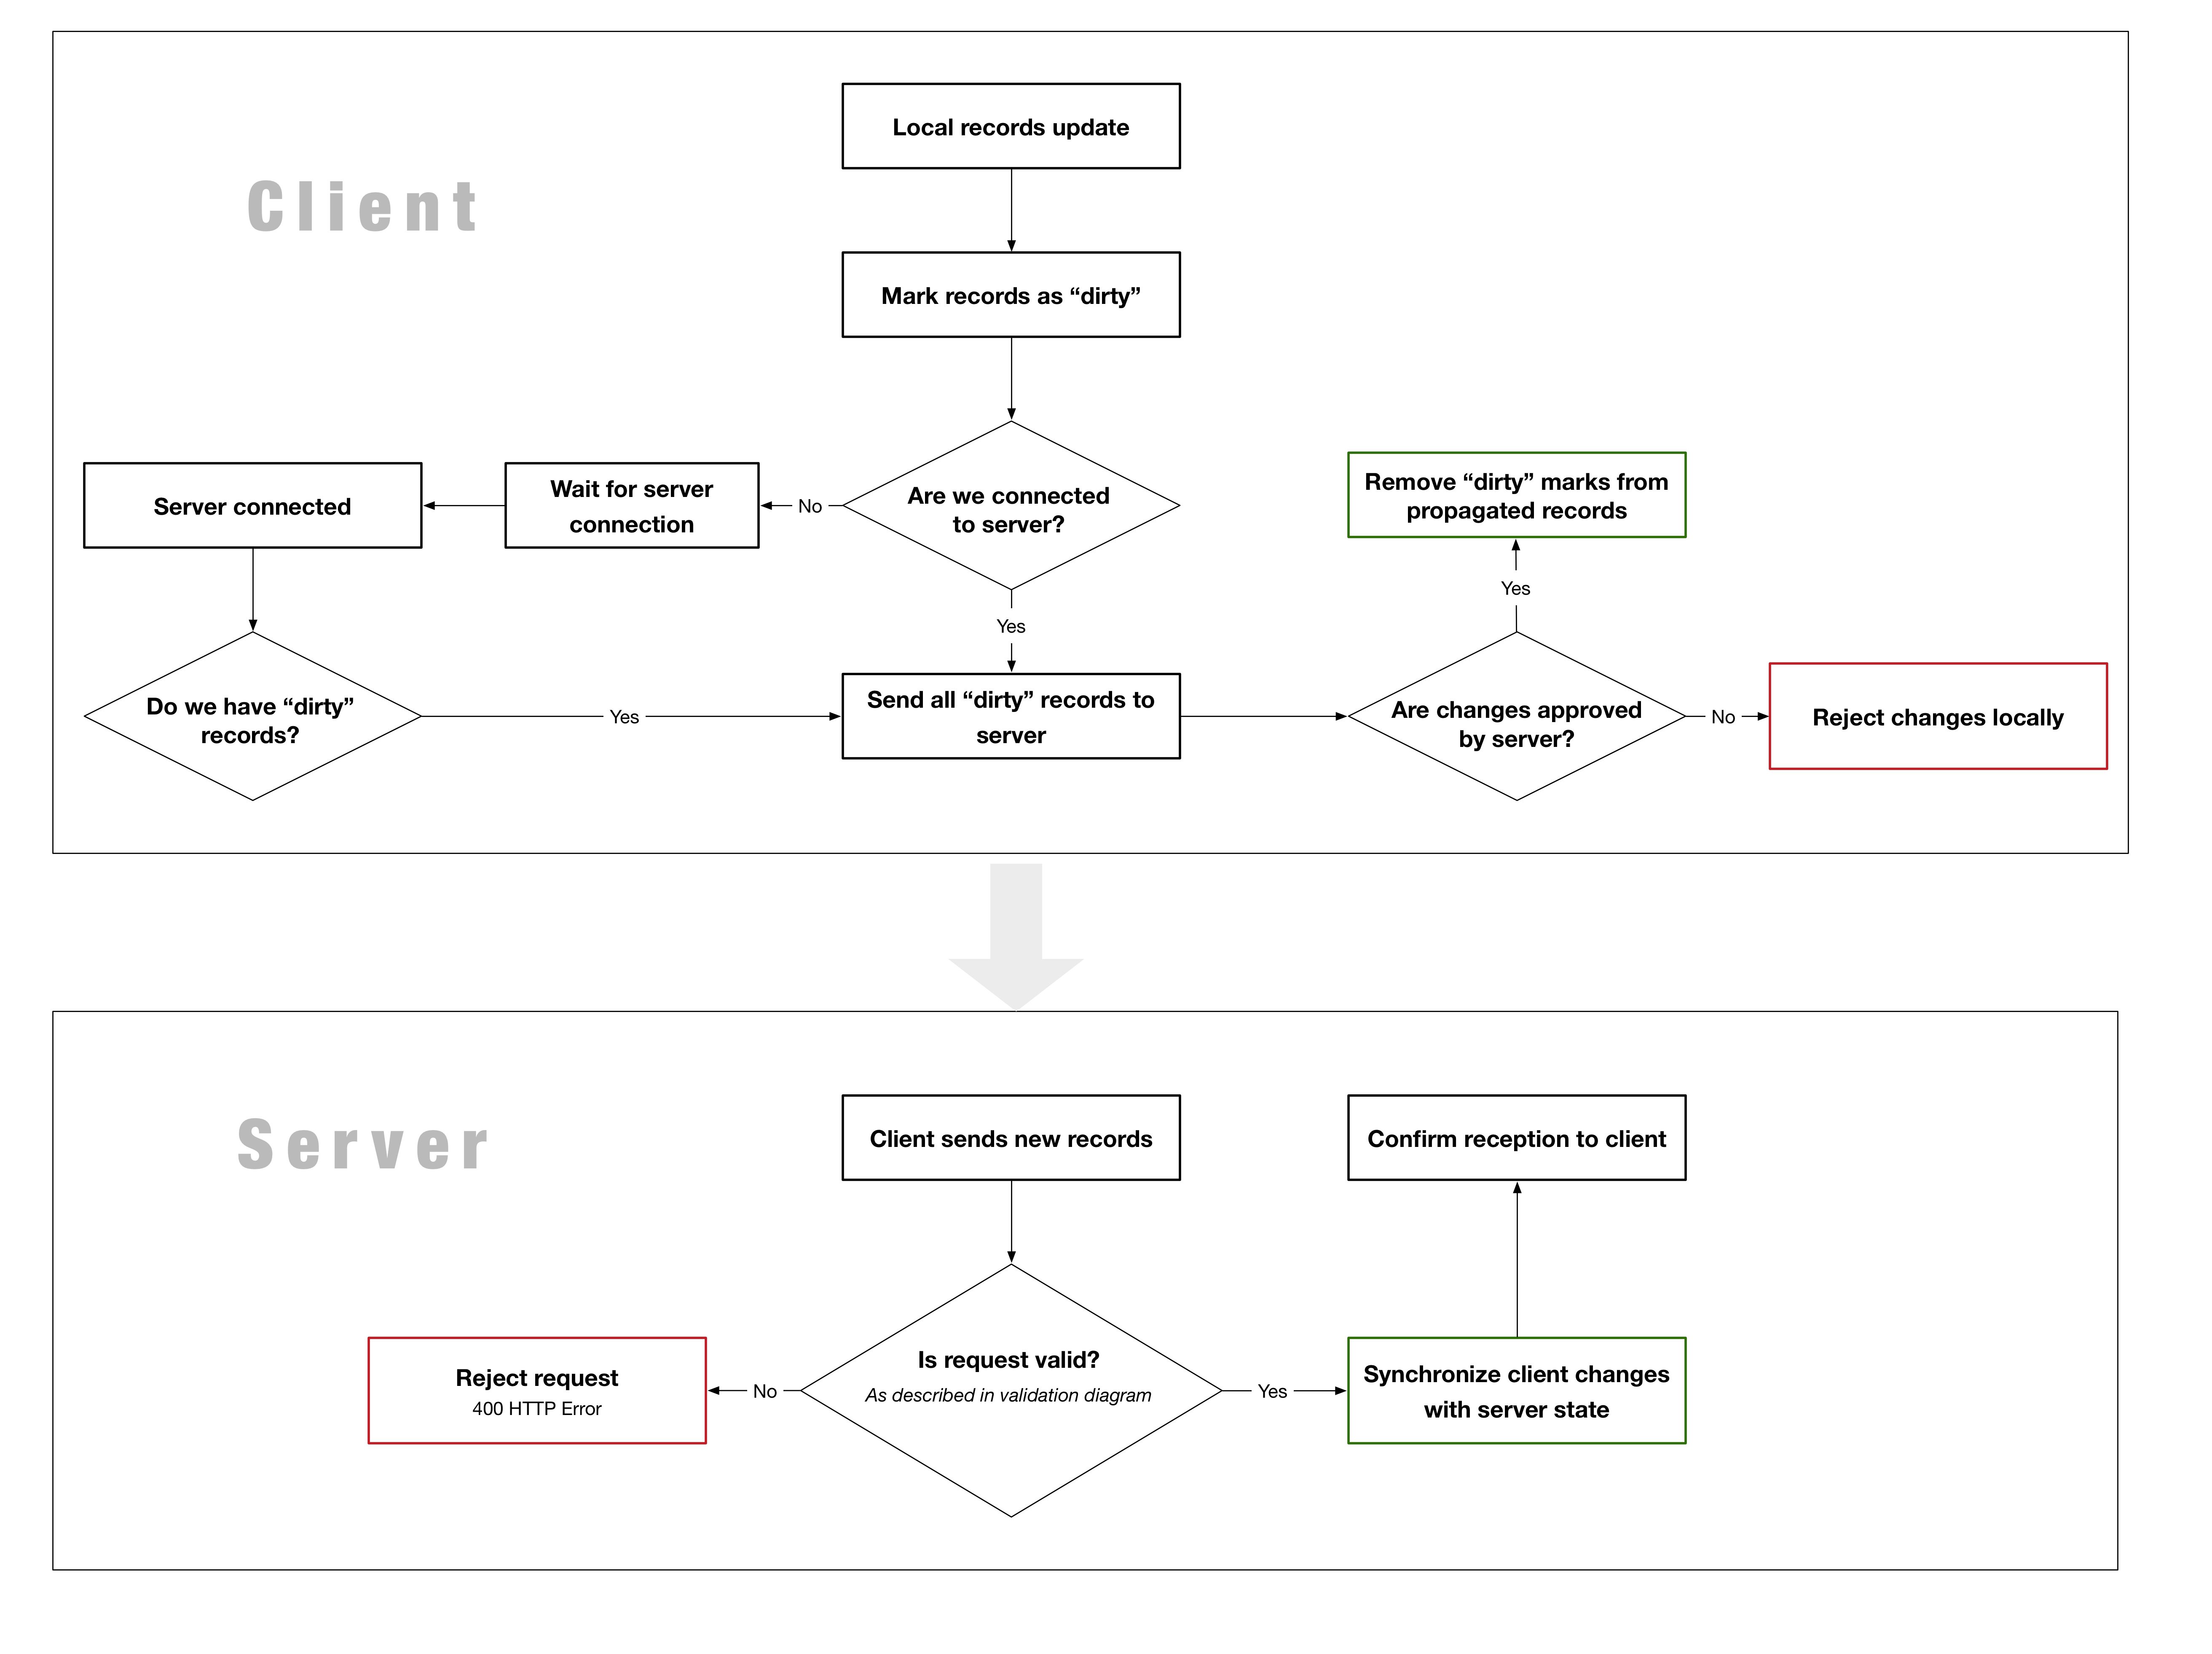 Client
Local records update
Mark records as “dirty”
Are we connected
to server?
No
Wait for server
connection
Server connected
Do we have “dirty”
records?
Yes
Yes
Send all “dirty” records to
server
Are changes approved
by server?
Yes
Remove “dirty” marks from
propagated records
No
Reject changes locally
Server
Client sends new records
Is request valid?
As described in validation diagram
No
Reject request
400 HTTP Error
Yes
Synchronize client changes
with server state
Confirm reception to client